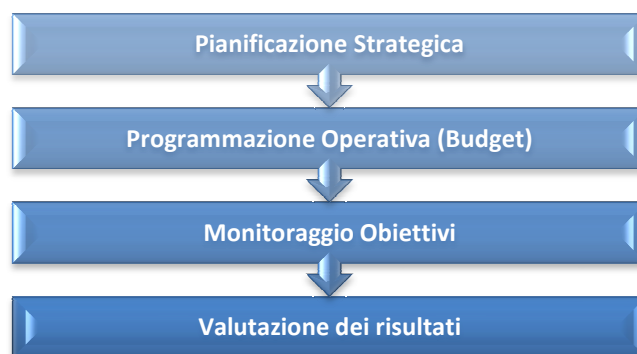 Pianificazione Strategica
Programmazione Operativa (Budget)
Monitoraggio Obiettivi
Valutazione dei risultati